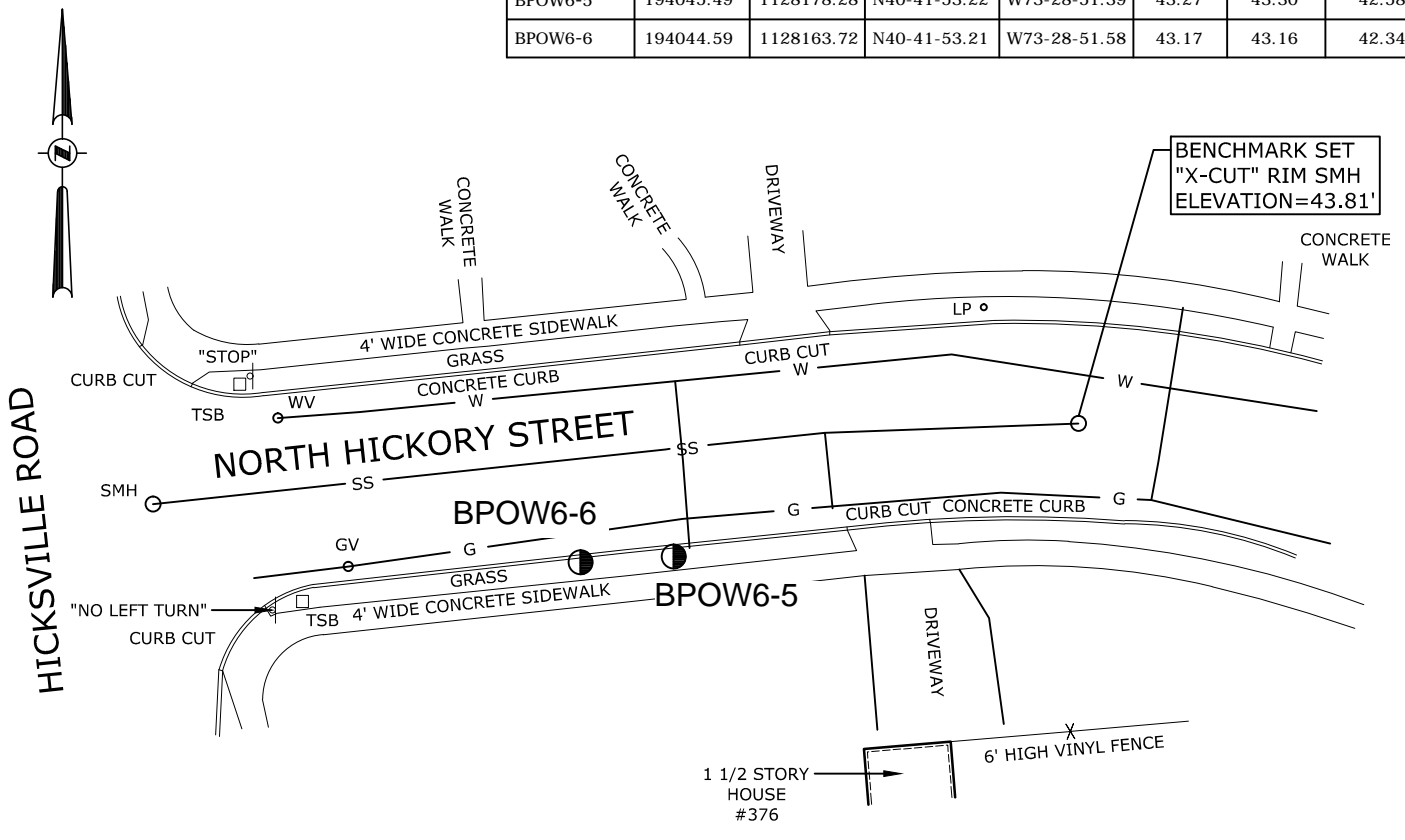 BPOW6-5 194045.49 1128178.28 N40-41-53.22 W73-28-51.39 43.27
BPOW6-6 194044.59 1128163.72 N40-41-53.21 W73-28-51.58 43.17 43.16 42.34
N
BENCHMARK SET
"X-CUT" RIM SMH
ELEVATION=43.81'
CONCRETE
WALK
CONCRETE
WALK
DRIVEWAY
CONCRETE
WALK
LP
4' WIDE CONCRETE SIDEWALK
"STOP"
GRASS
CURB CUT
CURB CUT
CONCRETE CURB
W
W
W
TSB
WV
NORTH HICKORY STREET
HICKSVILLE ROAD
SS
SS
SMH
BPOW6-6
G
G
G
CURB CUT
CONCRETE CURB
GV
GRASS
BPOW6-5
"NO LEFT TURN"
TSB
4' WIDE CONCRETE SIDEWALK
CURB CUT
DRIVEWAY
X
6' HIGH VINYL FENCE
1 1/2 STORY
HOUSE
#376